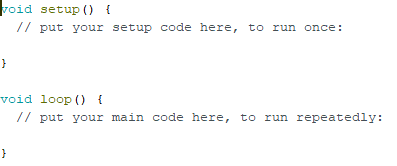 void setup() {
  // put your setup code here, to run once:

}

void loop() {
  // put your main code here, to run repeatedly:

}